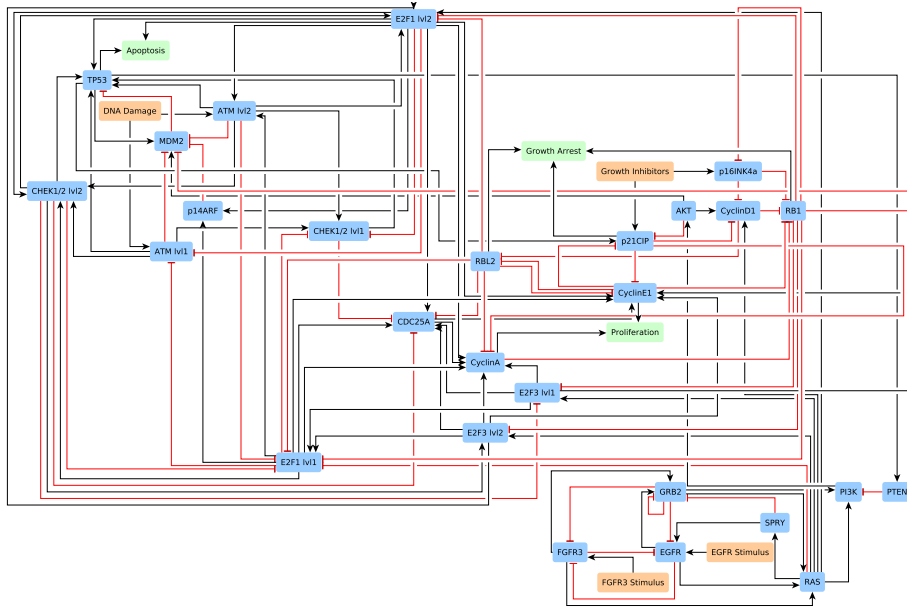 E2F1 lvl2
Apoptosis
TP53
DNA Damage
ATM lvl2
MDM2
Growth Arrest
Growth Inhibitors
p16INK4a
CHEK1/2 lvl2
p14ARF
AKT
CyclinD1
RB1
CHEK1/2 lvl1
p21CIP
ATM lvl1
RBL2
CyclinE1
CDC25A
Proliferation
CyclinA
E2F3 lvl1
E2F3 lvl2
E2F1 lvl1
GRB2
PI3K
PTEN
SPRY
FGFR3
EGFR
EGFR Stimulus
FGFR3 Stimulus
RAS